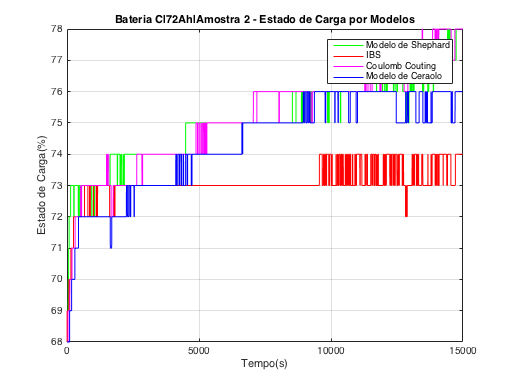 Bateria CI72AhIAmostra 2 - Estado de Carga por Modelos
78
77
76
75
74
73
72
71
70
69
68
Estado de Carga(%)
Modelo de Shephard
IBS
Coulomb Couting
Modelo de Ceraolo
0
5000
10000
15000
Tempo(s)